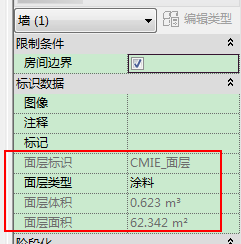 墙 (1)
编辑类型
限制条件
房间边界
标识数据
图像
注释
标记
面层标识 CMIE_面层
面层类型 涂料
面层体积 0.623 m³
面层面积 62.342 m²
阶段化